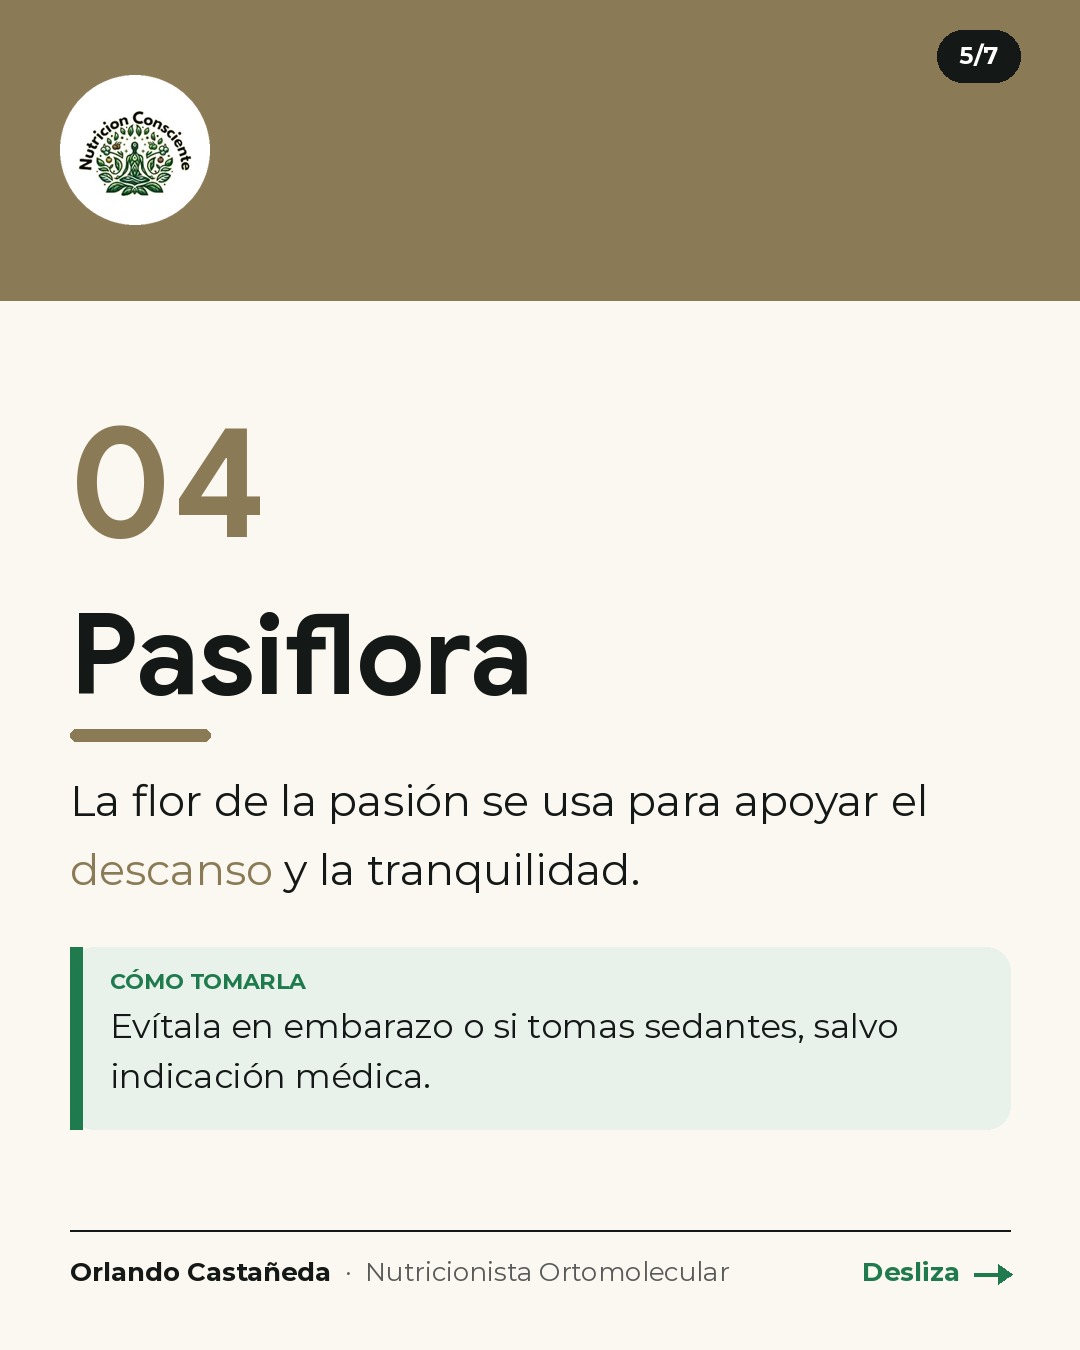 5/7
Nutricion Consciente
04
Pasiflora
La flor de la pasión se usa para apoyar el
descanso y la tranquilidad.
CÓMO TOMARLA
Evítala en embarazo o si tomas sedantes, salvo
indicación médica.
Orlando Castañeda · Nutricionista Ortomolecular
Desliza